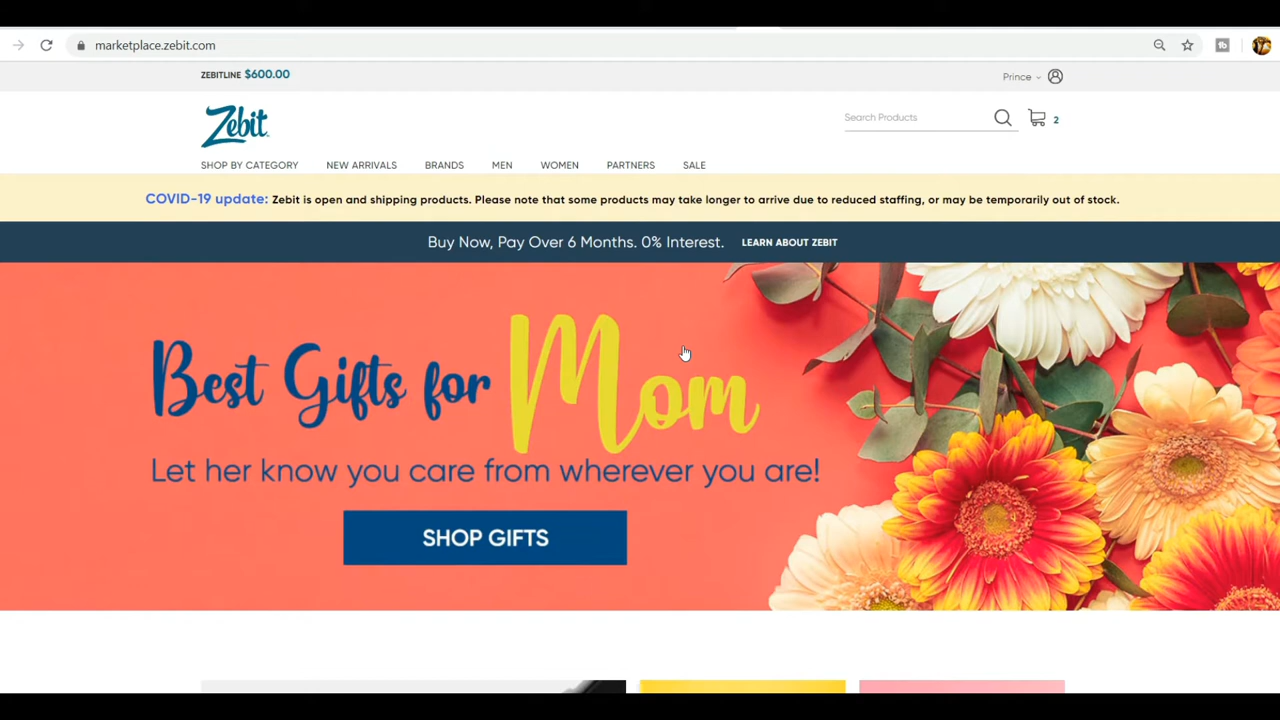 marketplace.zebit.com
ZEBITLINE $600.00
Prince
Zebit
Search Products
2
SHOP BY CATEGORY NEW ARRIVALS BRANDS MEN WOMEN PARTNERS SALE
COVID-19 update: Zebit is open and shipping products. Please note that some products may take longer to arrive due to reduced staffing, or may be temporarily out of stock.
Buy Now, Pay Over 6 Months. 0% Interest. LEARN ABOUT ZEBIT
Best Gifts for Mom
Let her know you care from wherever you are!
SHOP GIFTS